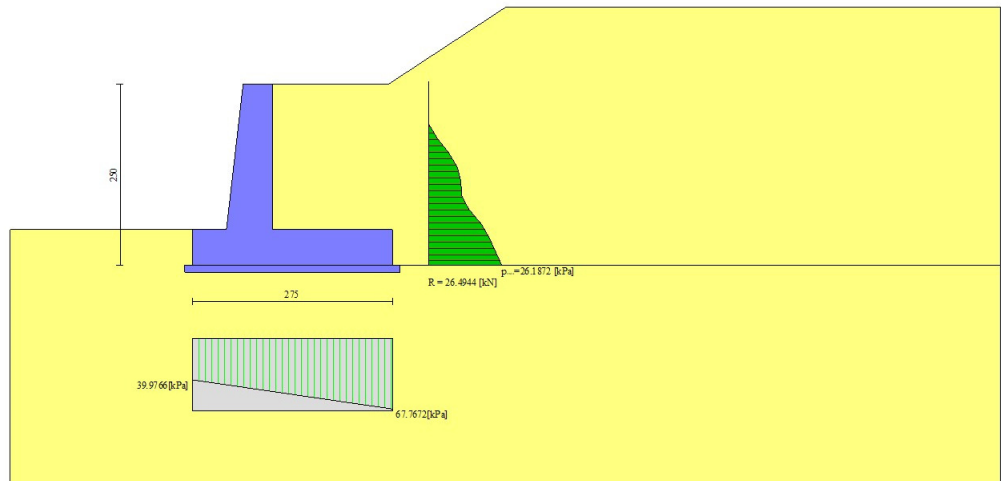 250
p...=26.1872 [kPa]
R = 26.4944 [kN]
275
39.9766[kPa]
67.7672[kPa]